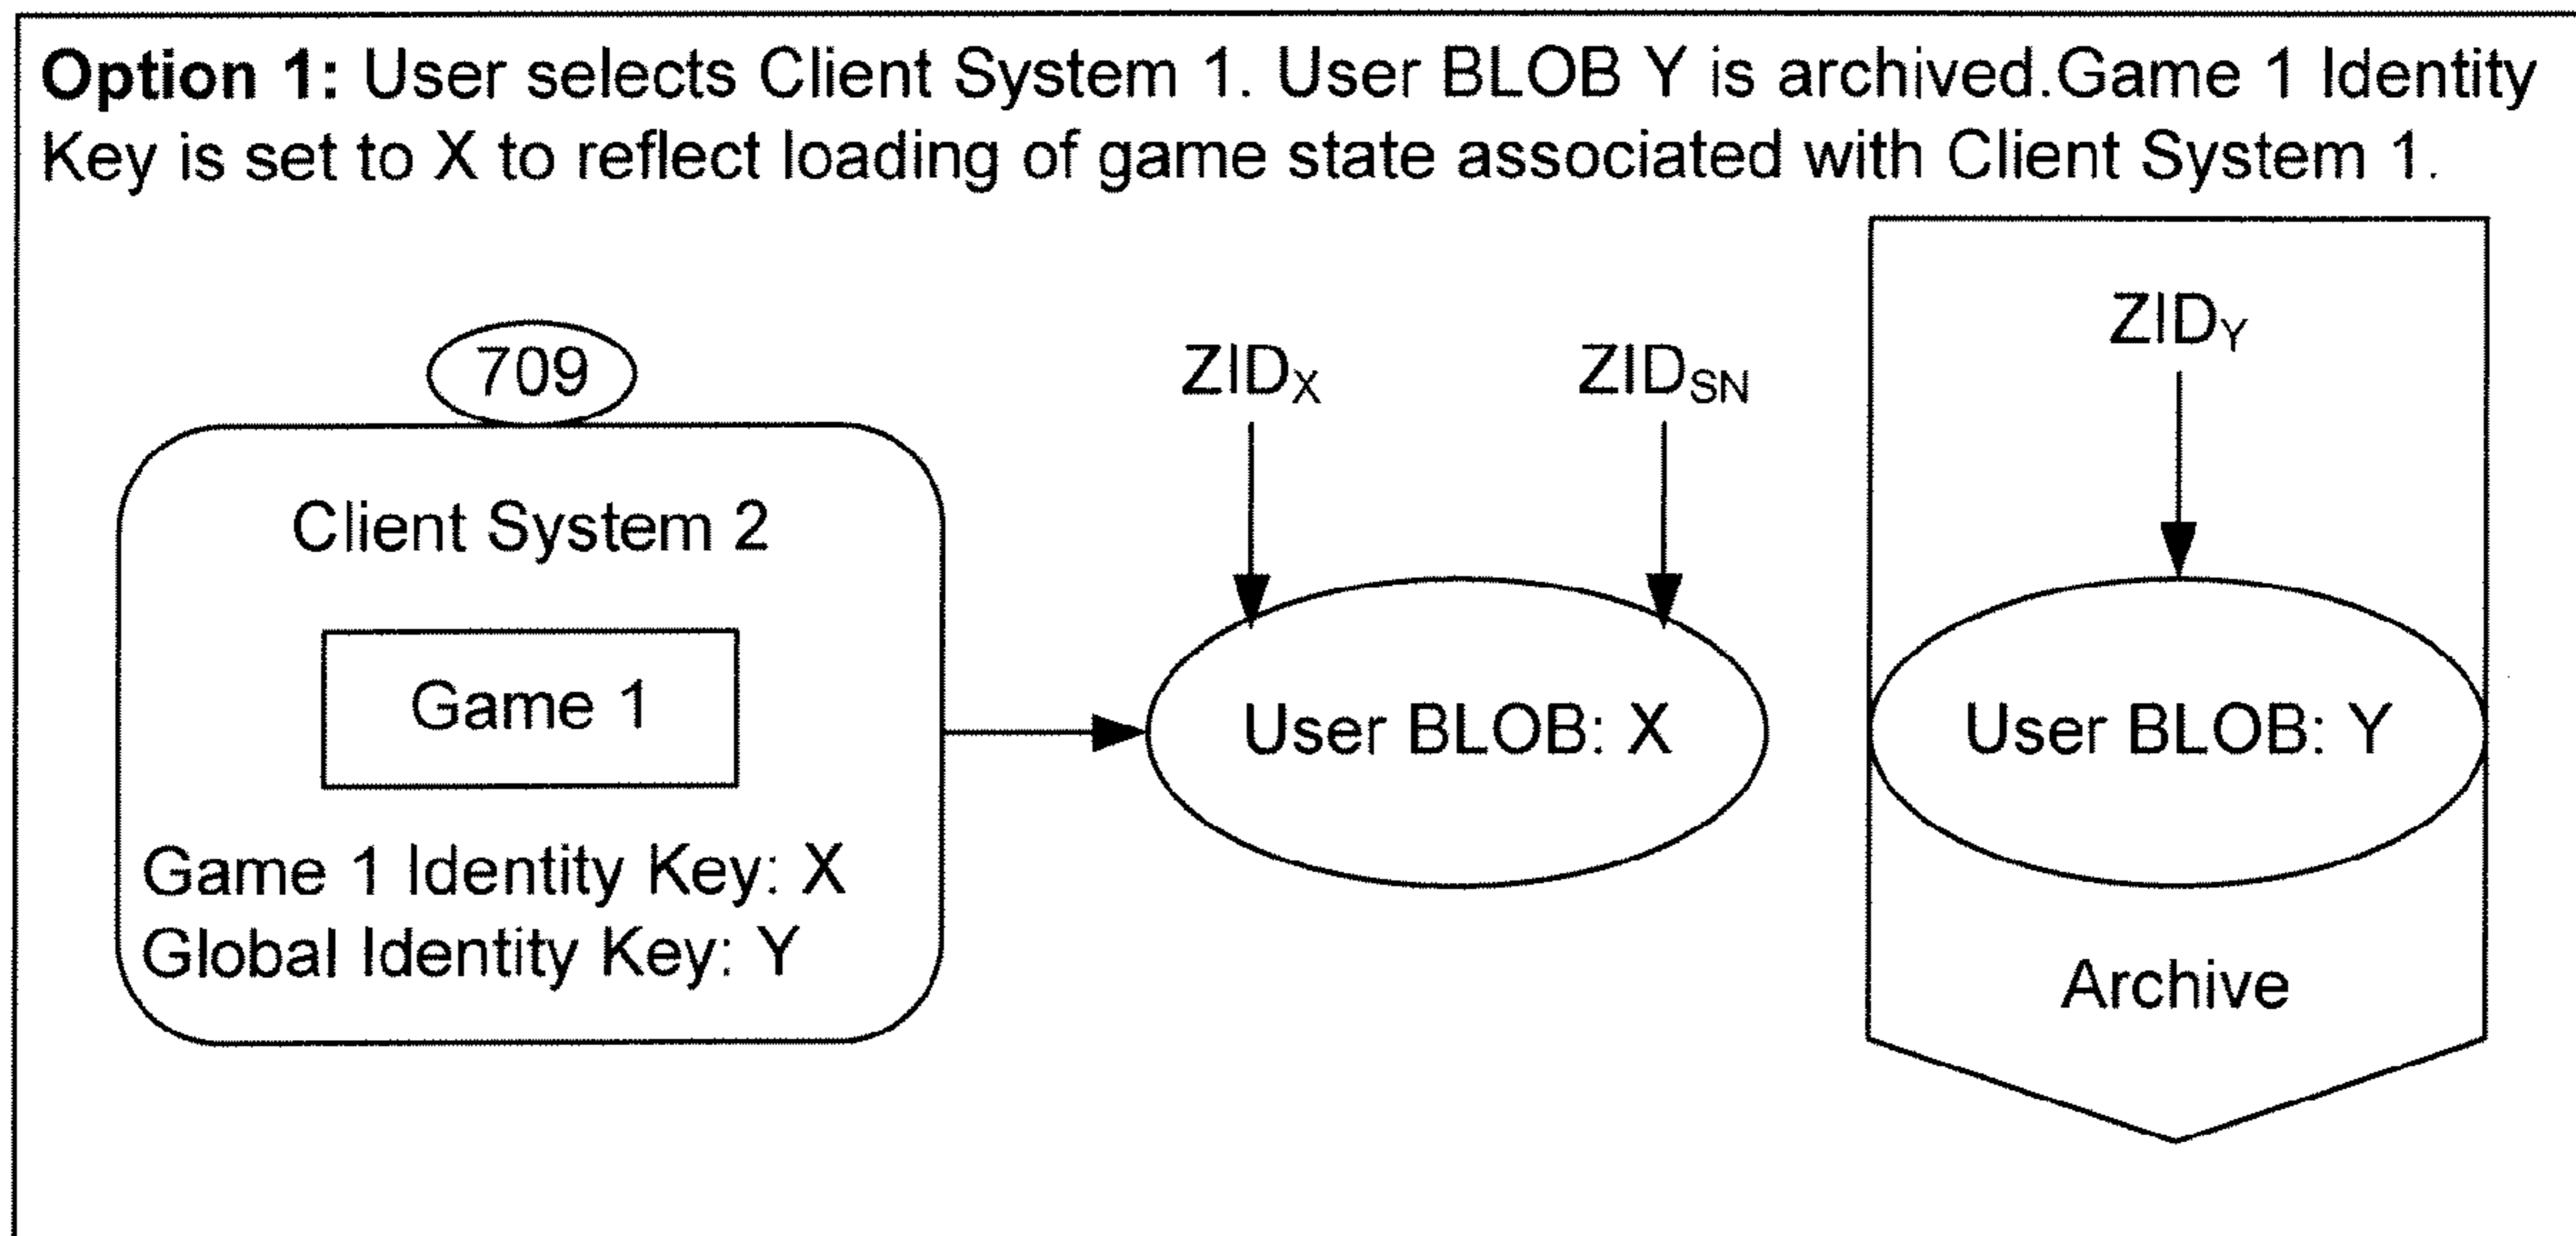 Option 1: User selects Client System 1. User BLOB Y is archived.Game 1 Identity
Key is set to X to reflect loading of game state associated with Client System 1.
709
Client System 2
Game 1
Game 1 Identity Key: X
Global Identity Key: Y
ZIDX
ZIDSN
User BLOB: X
ZIDY
User BLOB: Y
Archive